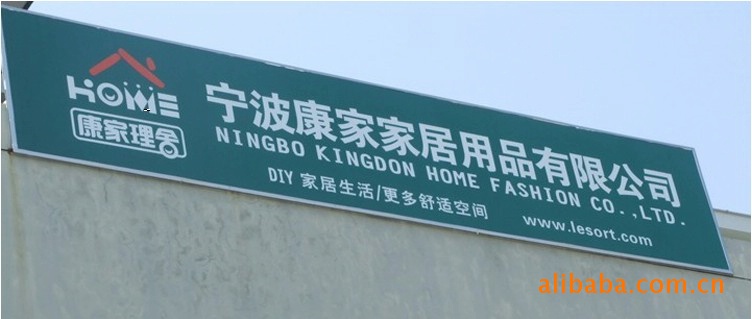 HOME
康家理舍
宁波康家家居用品有限公司
NINGBO KINGDON HOME FASHION CO.,LTD.
DIY 家居生活/更多舒适空间
www.lesort.com
alibaba.com.cn